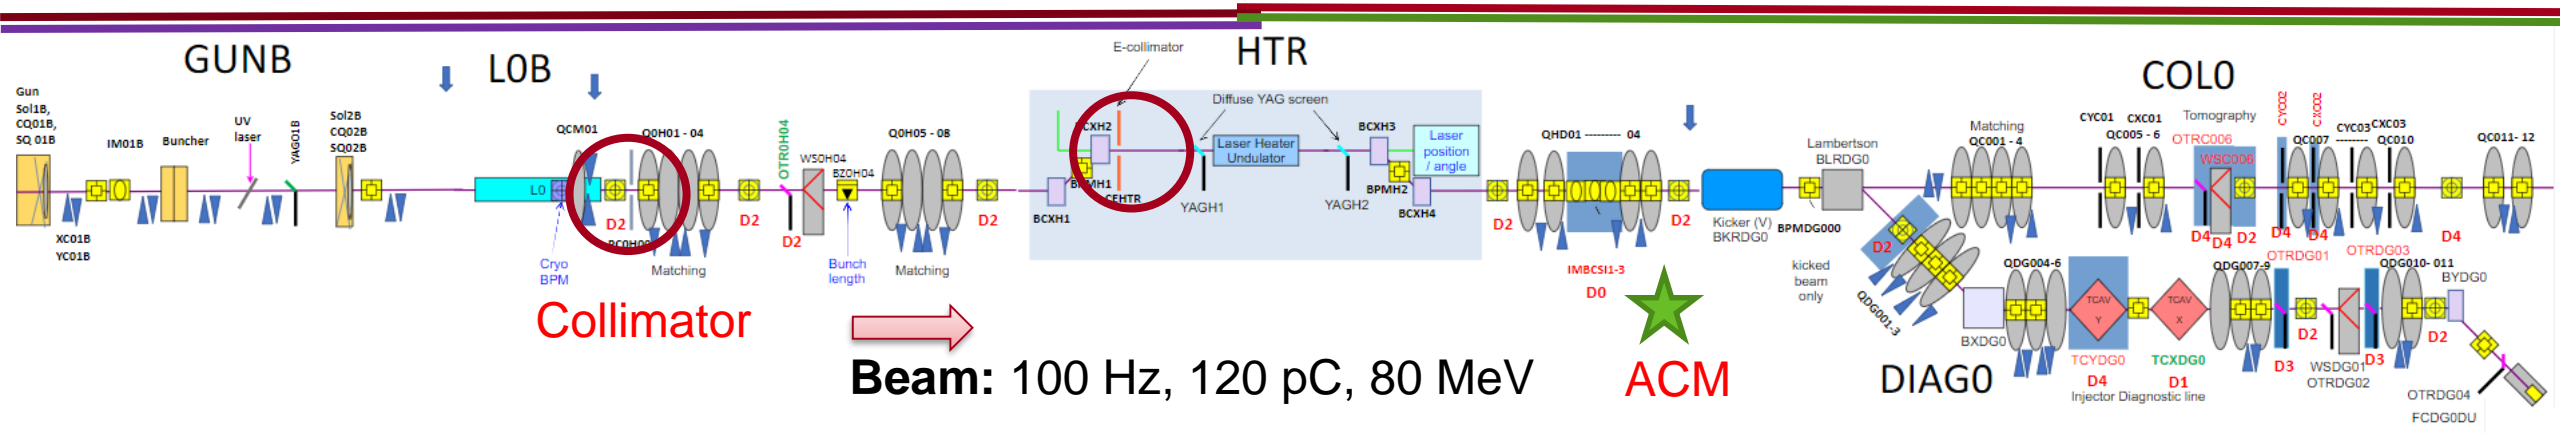 GUNB
L0B
HTR
COL0
E-collimator
Gun
Sol1B,
CQ01B,
SQ 01B
IM01B
Buncher
UV
laser
YAG01B
Sol2B
CQ02B
SQ02B
XC01B
YC01B
QCM01
L0
Cryo
BPM
Q0H01 - 04
D2
Matching
OTR0H04
D2
WS0H04
BZ0H04
D2
Bunch
length
Q0H05 - 08
Matching
D2
BCXH1
BCXH2
BPMH1
CEHTR
Diffuse YAG screen
YAGH1
Laser Heater
Undulator
YAGH2
BCXH3
BPMH2
BCXH4
Laser
position
/ angle
D2
QHD01 --------- 04
IMBCSI1-3
D0
D2
Kicker (V)
BKRDG0
BPMDG000
Lambertson
BLRDG0
kicked
beam
only
Matching
QC001 - 4
CYC01
CXC01
QC005 - 6
Tomography
OTRC006
WSC006
D4
D4
D2
CYC02
CXC02
QC007 -------- QC010
D4
D4
CYC03
CXC03
D4
QC011- 12
D2
QDG001-3
BXDG0
QDG004-6
TCAV
Y
TCYDG0
D4
TCAV
X
TCXDG0
D1
Injector Diagnostic line
QDG007-9
OTRDG01
D3
D2
WSDG01
OTRDG02
OTRDG03
D3
QDG010- 011
D2
BYDG0
OTRDG04
FCDG0DU
DIAG0
Collimator
Beam: 100 Hz, 120 pC, 80 MeV
ACM